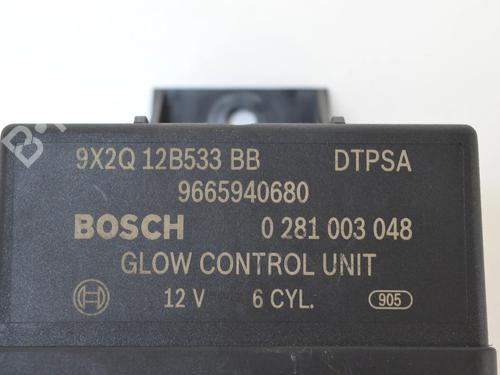 9X2Q 12B533 BB DTPSA
9665940680
BOSCH 0 281 003 048
GLOW CONTROL UNIT
12 V 6 CYL. 905